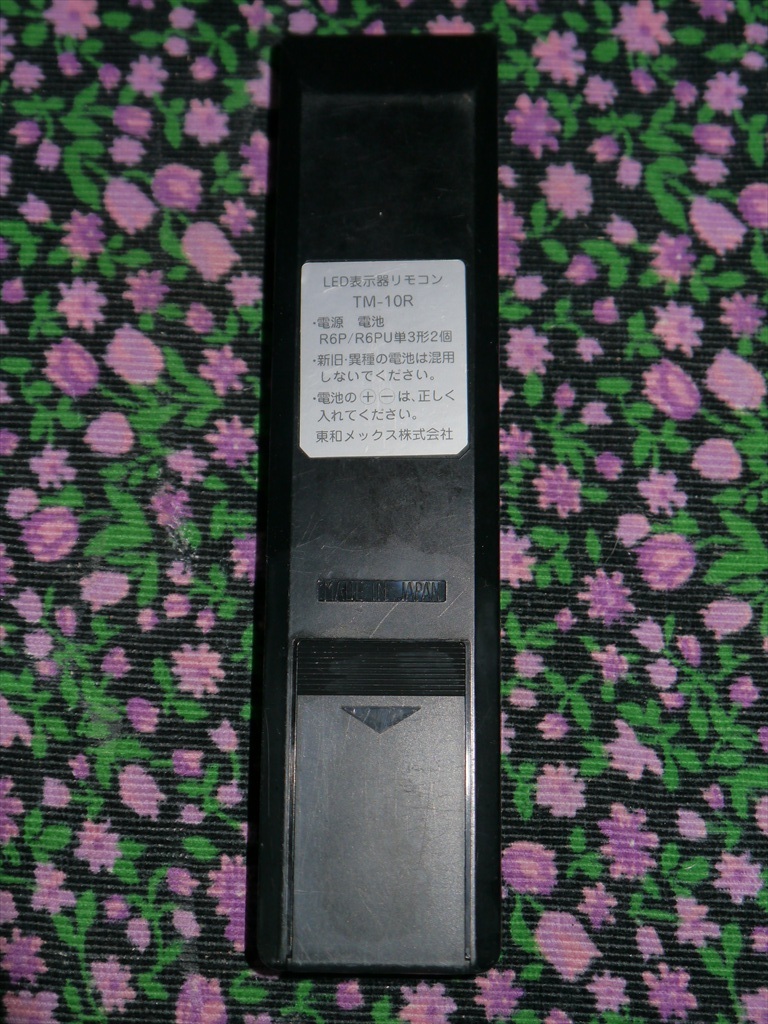 LED表示器リモコン
TM-10R
・電源　電池
R6P/R6PU単3形2個
・新旧・異種の電池は混用
しないでください。
・電池の⊕⊖は、正しく
入れてください。
東和メックス株式会社
MADE IN JAPAN